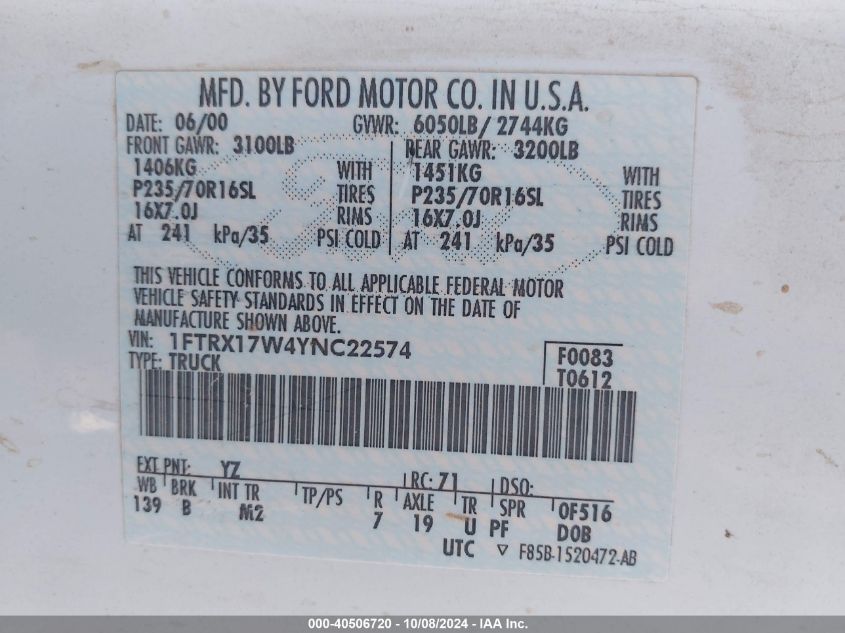 MFD. BY FORD MOTOR CO. IN U.S.A.
DATE: 06/00 GVWR: 6050LB/ 2744KG
FRONT GAWR: 3100LB REAR GAWR: 3200LB
1406KG WITH 1451KG WITH
P235/70R16SL TIRES P235/70R16SL TIRES
16X7.0J RIMS 16X7.0J RIMS
AT 241 kPa/35 PSI COLD AT 241 kPa/35 PSI COLD
THIS VEHICLE CONFORMS TO ALL APPLICABLE FEDERAL MOTOR
VEHICLE SAFETY STANDARDS IN EFFECT ON THE DATE OF
MANUFACTURE SHOWN ABOVE.
VIN: 1FTRX17W4YNC22574 F0083
TYPE: TRUCK T0612
EXT PNT: YZ RC: 71 DSO:
WB BRK INT TR TP/PS R AXLE TR SPR 0F516
139 B M2 7 19 U PF DOB
UTC ▽ F85B-1520472-AB
000-40506720 - 10/08/2024 - IAA Inc.